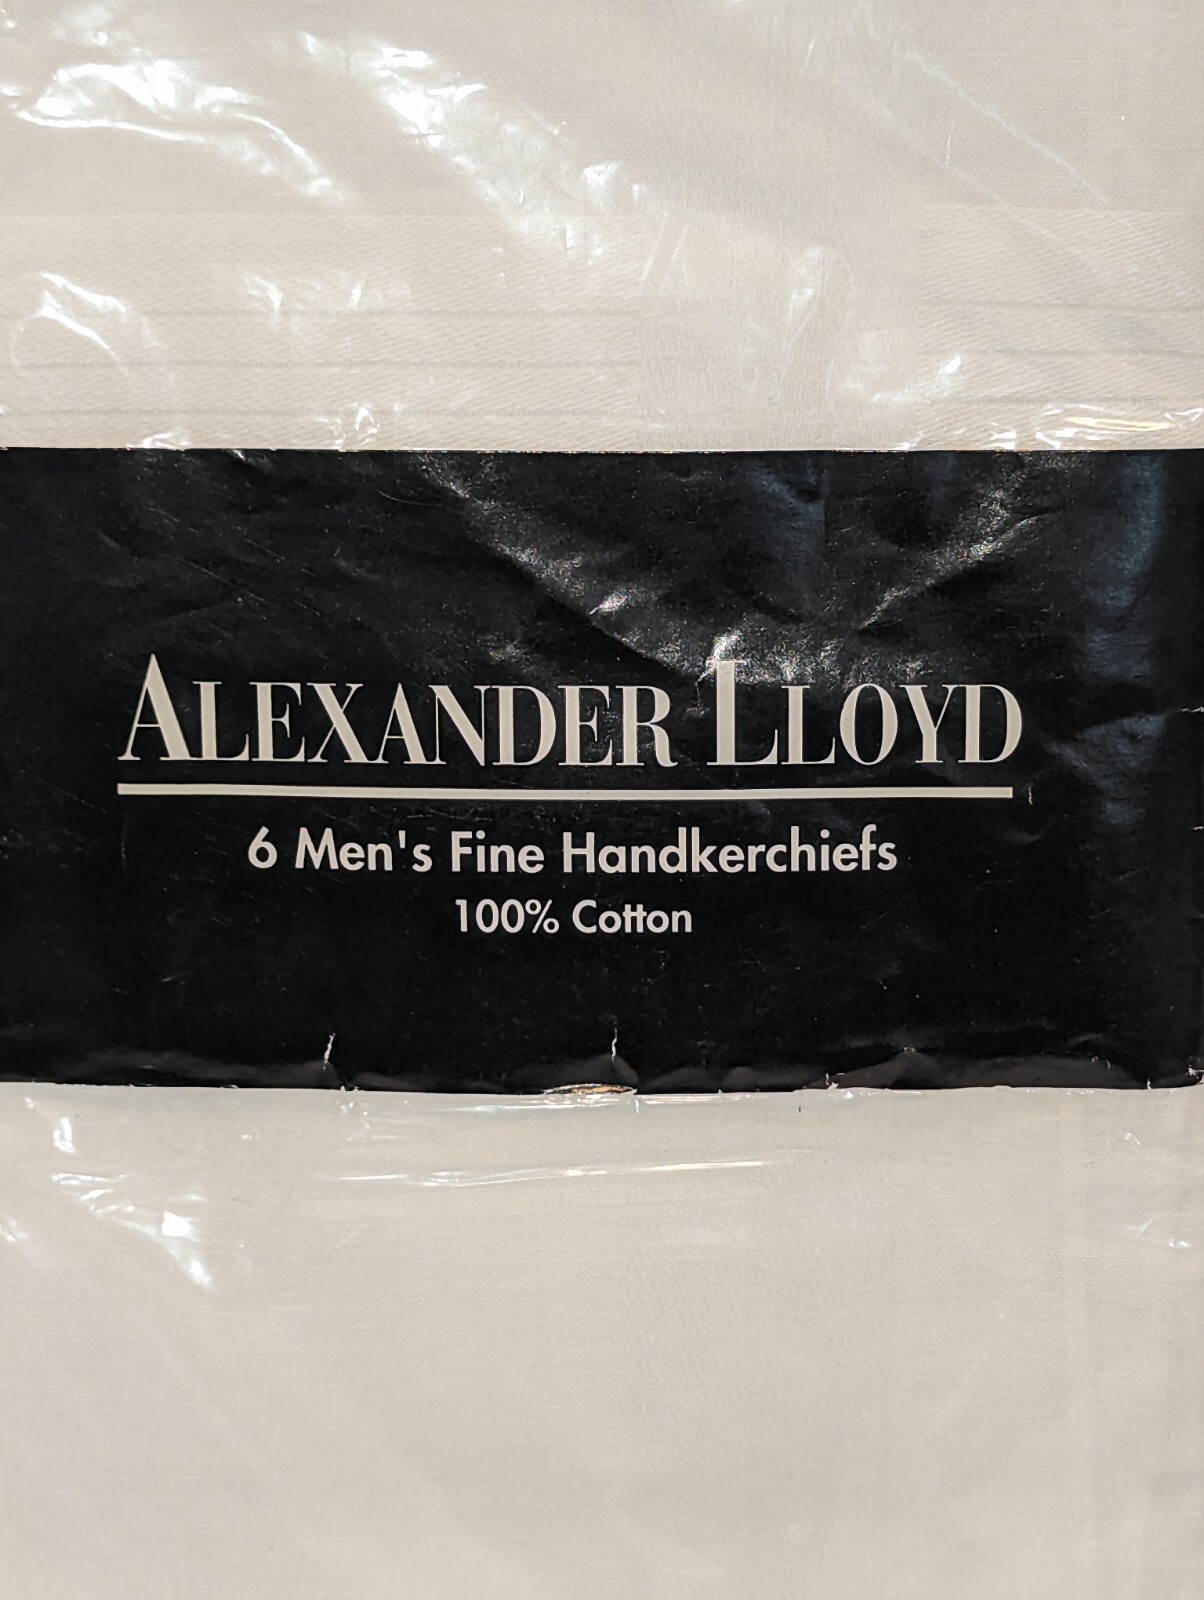 ALEXANDER LLOYD
6 Men's Fine Handkerchiefs
100% Cotton